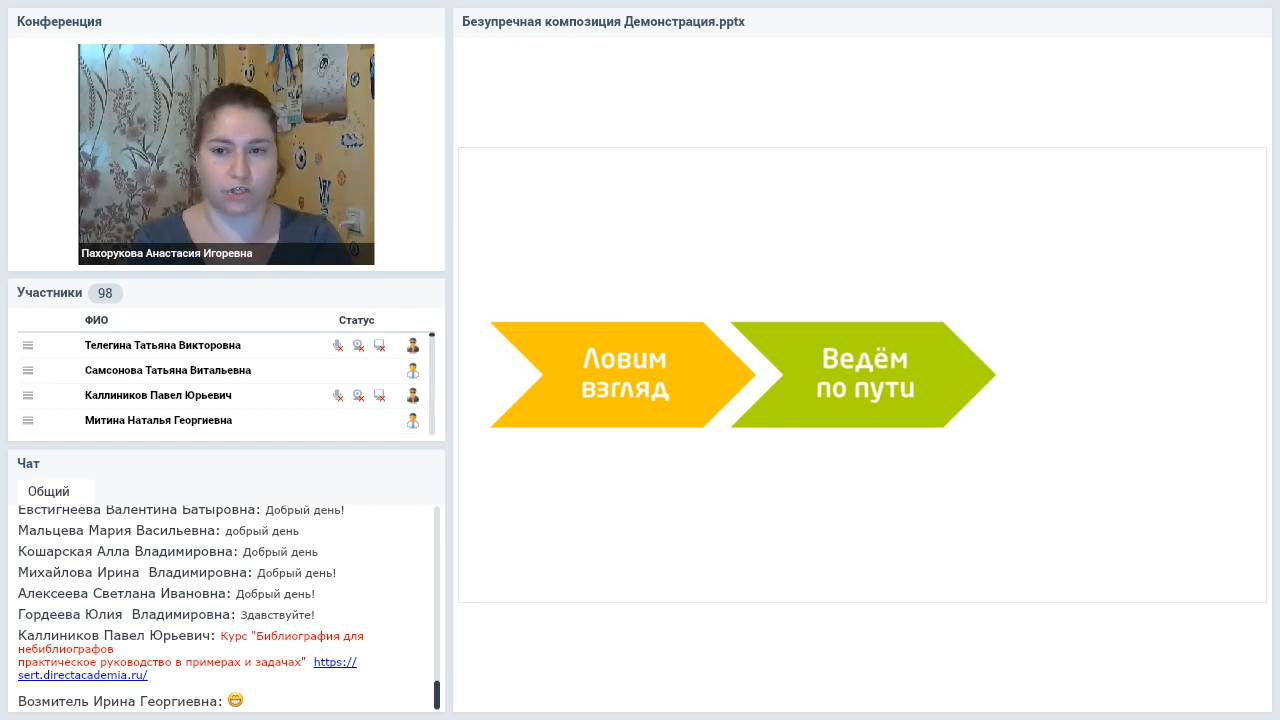 Конференция
Пахорукова Анастасия Игоревна
Участники 98
ФИО Статус
Телегина Татьяна Викторовна
Самсонова Татьяна Витальевна
Каллиников Павел Юрьевич
Митина Наталья Георгиевна
Чат
Общий
Евстигнеева Валентина Батыровна: Добрый день!
Мальцева Мария Васильевна: добрый день
Кошарская Алла Владимировна: Добрый день
Михайлова Ирина Владимировна: Добрый день!
Алексеева Светлана Ивановна: Добрый день!
Гордеева Юлия Владимировна: Здавствуйте!
Каллиников Павел Юрьевич: Курс "Библиография для
небиблиографов
практическое руководство в примерах и задачах" https://
sert.directacademia.ru/
Возмитель Ирина Георгиевна:
Безупречная композиция Демонстрация.pptx
Ловим
взгляд
Ведём
по пути